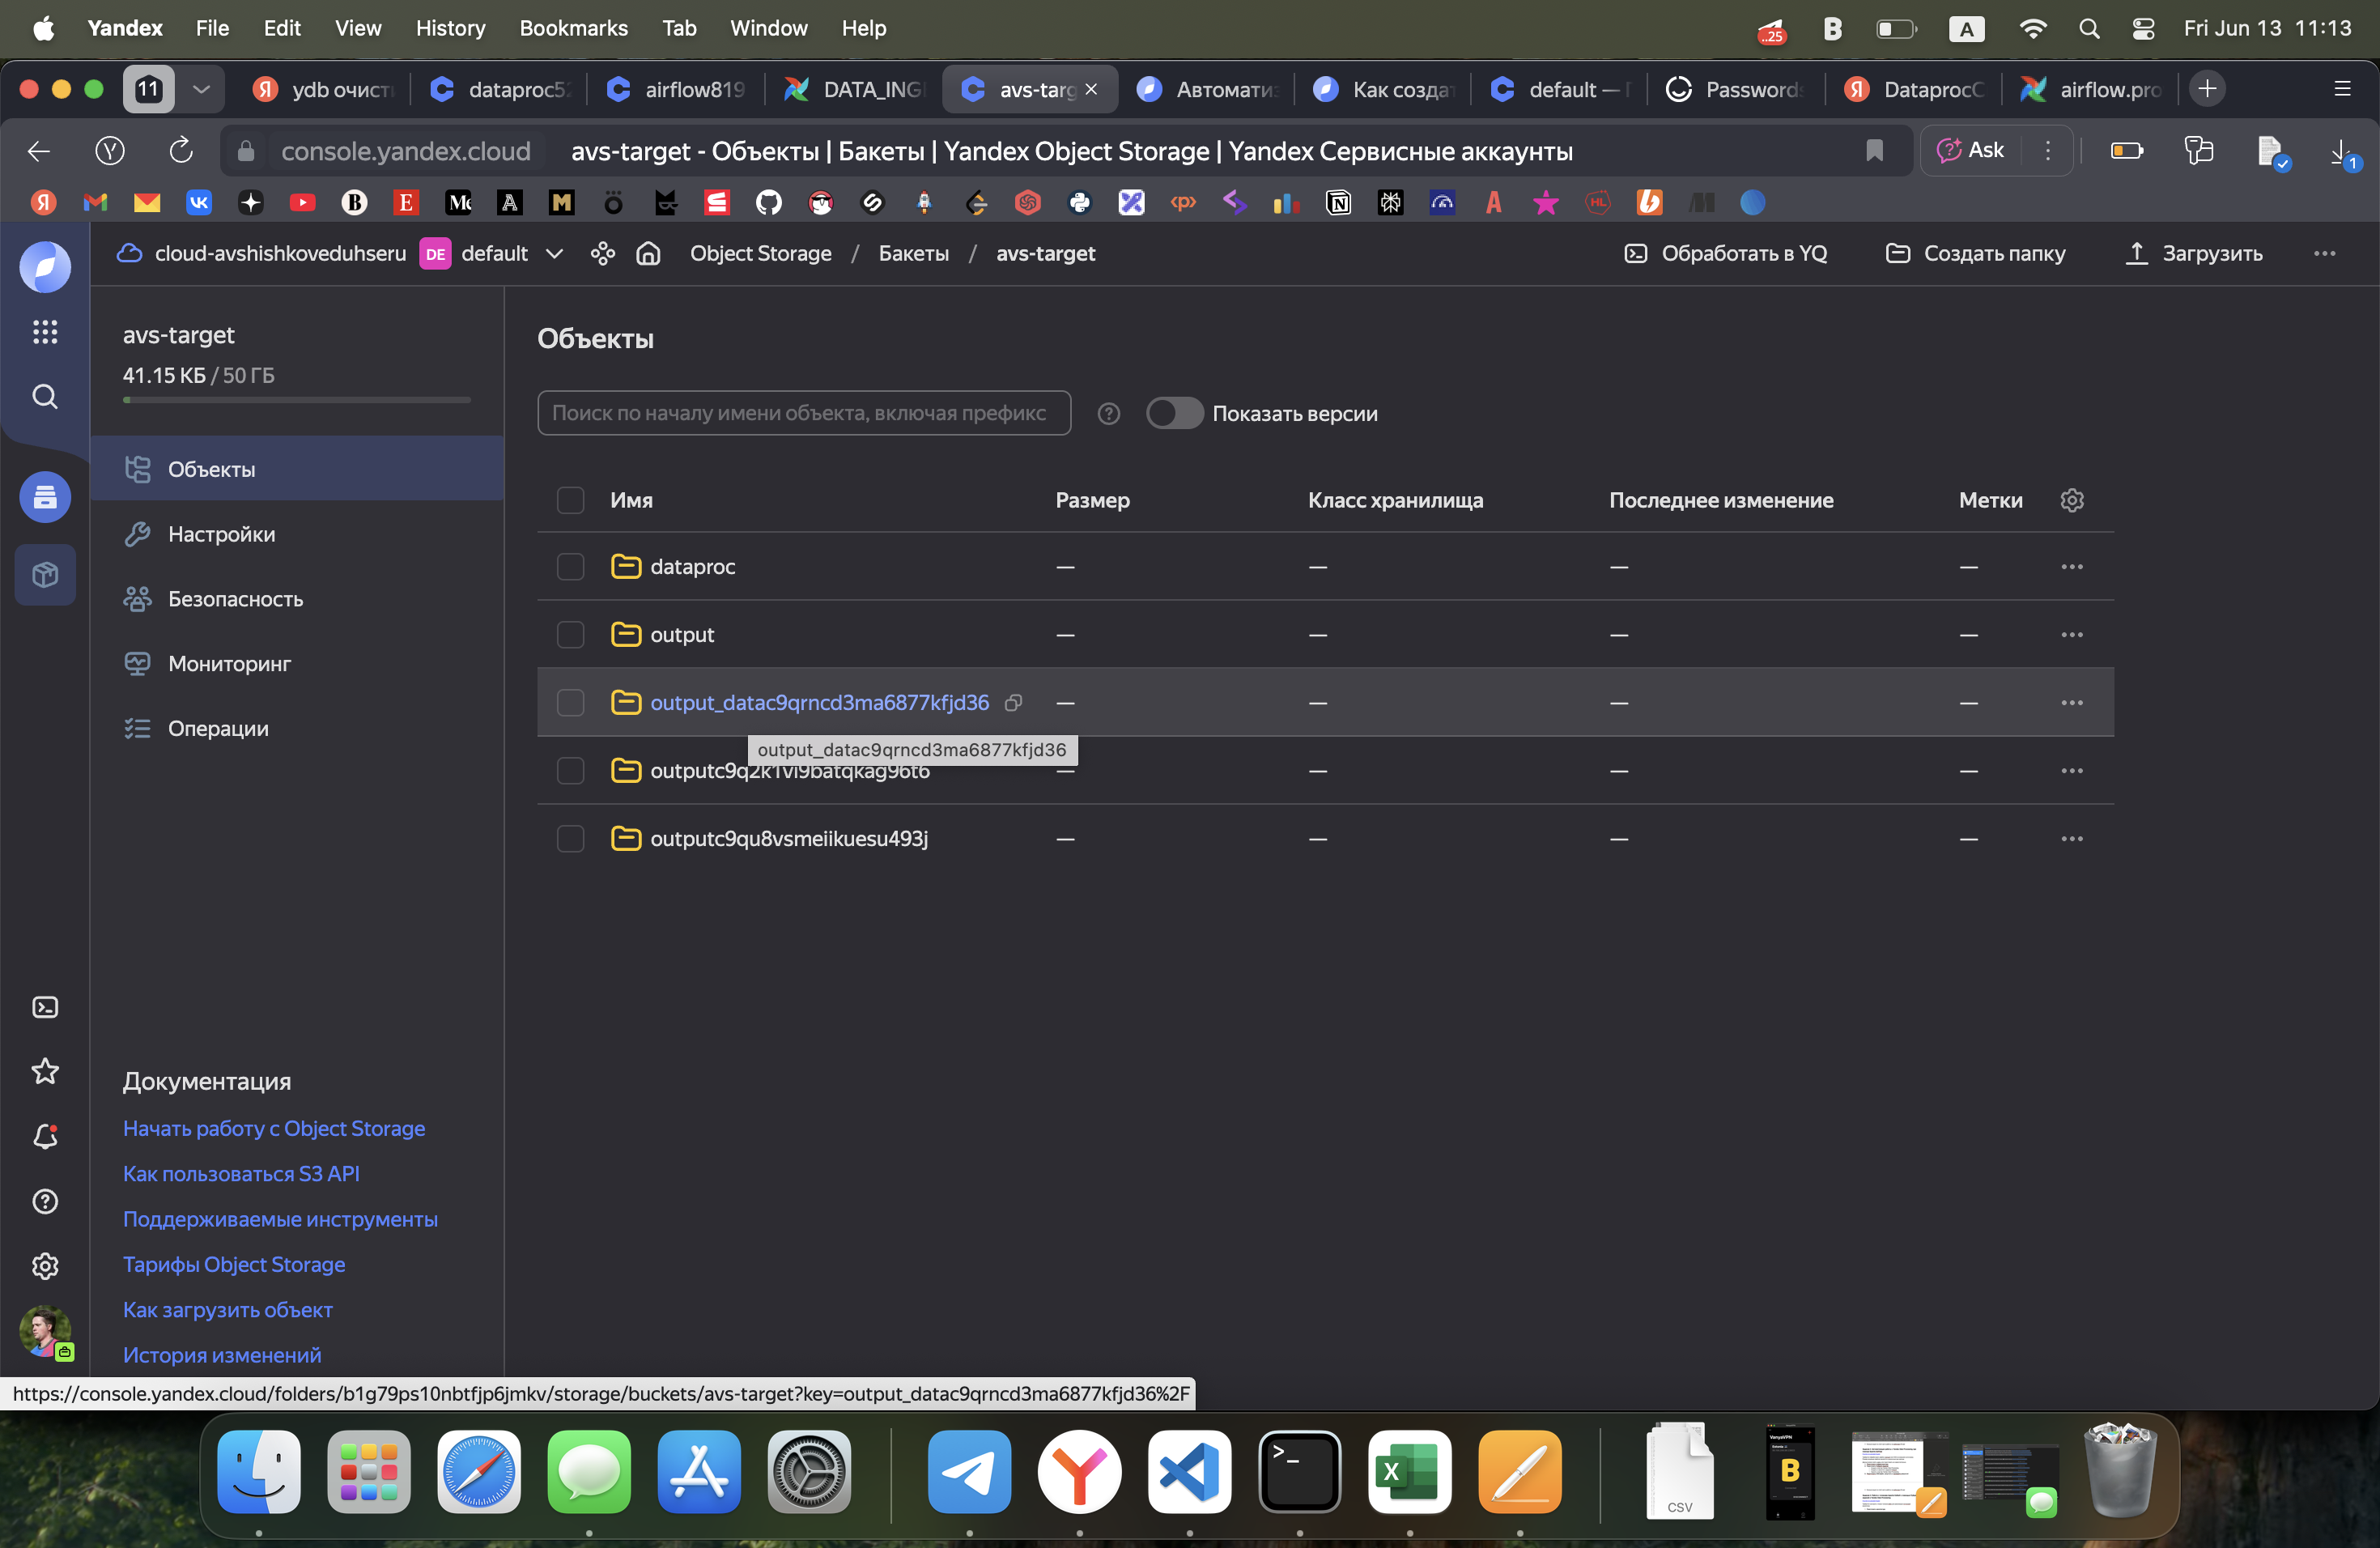 Yandex File Edit View History Bookmarks Tab Window Help
..25 B A Fri Jun 13 11:13
11 ydb очист dataproc5 airflow819 DATA_ING avs-targ Автомати Как созда default — Passwords DataprocC airflow.pro
console.yandex.cloud avs-target - Объекты | Бакеты | Yandex Object Storage | Yandex Сервисные аккаунты Ask 1
cloud-avshishkoveduhseru DE default Object Storage / Бакеты / avs-target Обработать в YQ Создать папку Загрузить
avs-target
41.15 КБ / 50 ГБ
Объекты
Настройки
Безопасность
Мониторинг
Операции
Документация
Начать работу с Object Storage
Как пользоваться S3 API
Поддерживаемые инструменты
Тарифы Object Storage
Как загрузить объект
История изменений
Объекты
Поиск по началу имени объекта, включая префикс Показать версии
Имя Размер Класс хранилища Последнее изменение Метки
dataproc — — — —
output — — — —
output_datac9qrncd3ma6877kfjd36 — — — —
output_datac9qrncd3ma6877kfjd36
outputc9q2k1vi9batqkag96t6 — — — —
outputc9qu8vsmeiikuesu493j — — — —
https://console.yandex.cloud/folders/b1g79ps10nbtfjp6jmkv/storage/buckets/avs-target?key=output_datac9qrncd3ma6877kfjd36%2F
CSV